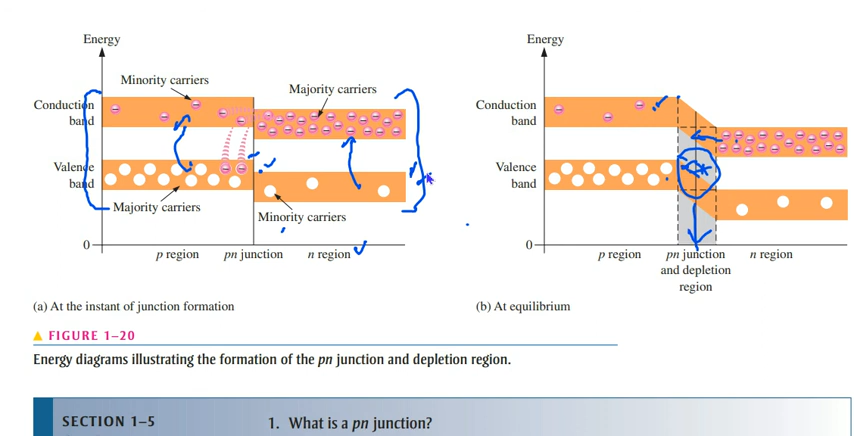 Energy
Minority carriers
Majority carriers
Conduction
band
Valence
band
Majority carriers
Minority carriers
0
p region
pn junction
n region
(a) At the instant of junction formation
Energy
Conduction
band
Valence
band
0
p region
pn junction
and depletion
region
n region
(b) At equilibrium
▲ FIGURE 1–20
Energy diagrams illustrating the formation of the pn junction and depletion region.
SECTION 1–5
1. What is a pn junction?